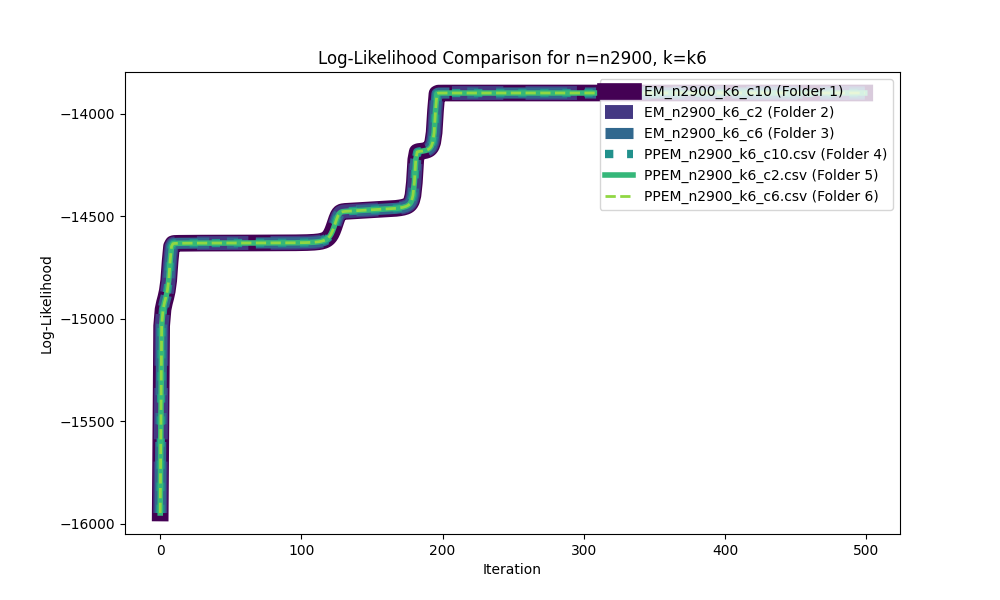 Log-Likelihood Comparison for n=n2900, k=k6
EM_n2900_k6_c10 (Folder 1)
EM_n2900_k6_c2 (Folder 2)
EM_n2900_k6_c6 (Folder 3)
PPEM_n2900_k6_c10.csv (Folder 4)
PPEM_n2900_k6_c2.csv (Folder 5)
PPEM_n2900_k6_c6.csv (Folder 6)
Log-Likelihood
−14000
−14500
−15000
−15500
−16000
0 100 200 300 400 500
Iteration